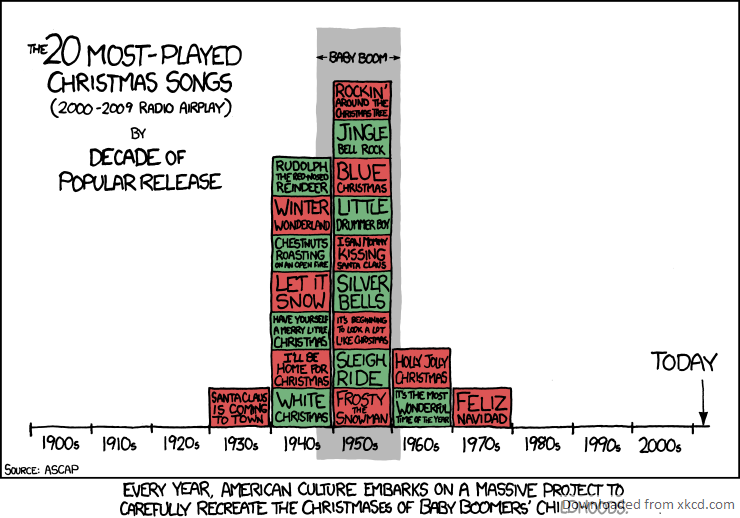 THE 20 MOST-PLAYED
CHRISTMAS SONGS
(2000-2009 RADIO AIRPLAY)
BY
DECADE OF
POPULAR RELEASE
BABY BOOM
ROCKIN'
AROUND THE
CHRISTMAS TREE
JINGLE
BELL ROCK
BLUE
CHRISTMAS
LITTLE
DRUMMER BOY
I SAW MOMMY
KISSING
SANTA CLAUS
SILVER
BELLS
IT'S BEGINNING
TO LOOK A LOT
LIKE CHRISTMAS
SLEIGH
RIDE
FROSTY
THE
SNOWMAN
RUDOLPH
THE RED-NOSED
REINDEER
WINTER
WONDERLAND
CHESTNUTS
ROASTING
ON AN OPEN FIRE
LET IT
SNOW
HAVE YOURSELF
A MERRY LITTLE
CHRISTMAS
I'LL BE
HOME FOR
CHRISTMAS
WHITE
CHRISTMAS
SANTA CLAUS
IS COMING
TO TOWN
HOLLY JOLLY
CHRISTMAS
IT'S THE MOST
WONDERFUL
TIME OF THE YEAR
FELIZ
NAVIDAD
TODAY
1900s 1910s 1920s 1930s 1940s 1950s 1960s 1970s 1980s 1990s 2000s
SOURCE: ASCAP
EVERY YEAR, AMERICAN CULTURE EMBARKS ON A MASSIVE PROJECT TO
CAREFULLY RECREATE THE CHRISTMASES OF BABY BOOMERS' CHILDHOODS.
Downloaded from xkcd.com